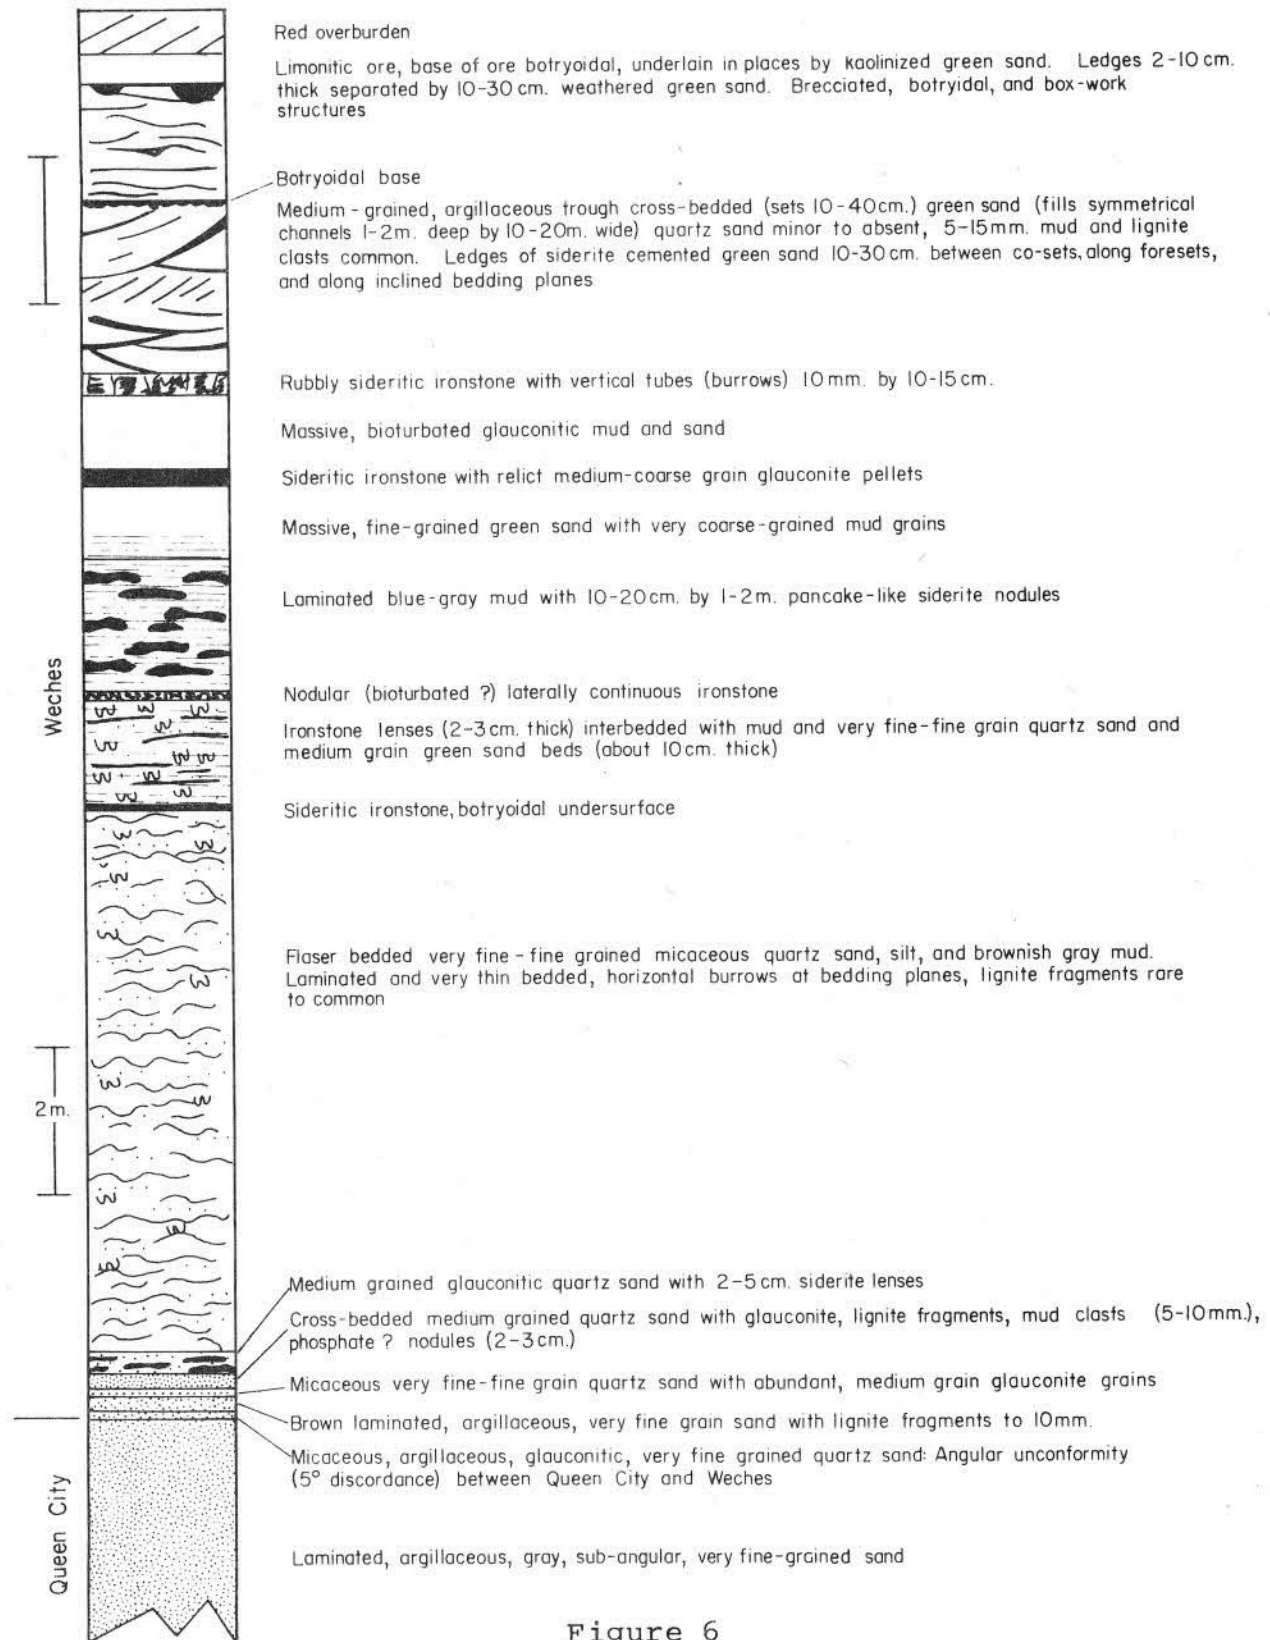 Red overburden
Limonitic ore, base of ore botryoidal, underlain in places by kaolinized green sand. Ledges 2-10 cm.
thick separated by 10-30 cm. weathered green sand. Brecciated, botryidal, and box-work
structures
Botryoidal base
Medium - grained, argillaceous trough cross-bedded (sets 10-40cm.) green sand (fills symmetrical
channels 1-2m. deep by 10-20m. wide) quartz sand minor to absent, 5-15mm. mud and lignite
clasts common. Ledges of siderite cemented green sand 10-30 cm. between co-sets, along foresets,
and along inclined bedding planes
Rubbly sideritic ironstone with vertical tubes (burrows) 10mm. by 10-15cm.
Massive, bioturbated glauconitic mud and sand
Sideritic ironstone with relict medium-coarse grain glauconite pellets
Massive, fine-grained green sand with very coarse-grained mud grains
Laminated blue-gray mud with 10-20cm. by 1-2m. pancake-like siderite nodules
Weches
Nodular (bioturbated ?) laterally continuous ironstone
Ironstone lenses (2-3cm. thick) interbedded with mud and very fine-fine grain quartz sand and
medium grain green sand beds (about 10cm. thick)
Sideritic ironstone, botryoidal undersurface
Flaser bedded very fine - fine grained micaceous quartz sand, silt, and brownish gray mud.
Laminated and very thin bedded, horizontal burrows at bedding planes, lignite fragments rare
to common
2m.
Medium grained glauconitic quartz sand with 2-5cm. siderite lenses
Cross-bedded medium grained quartz sand with glauconite, lignite fragments, mud clasts (5-10mm.),
phosphate ? nodules (2-3cm.)
Micaceous very fine-fine grain quartz sand with abundant, medium grain glauconite grains
Brown laminated, argillaceous, very fine grain sand with lignite fragments to 10mm.
Micaceous, argillaceous, glauconitic, very fine grained quartz sand: Angular unconformity
(5° discordance) between Queen City and Weches
Queen City
Laminated, argillaceous, gray, sub-angular, very fine-grained sand
Figure 6